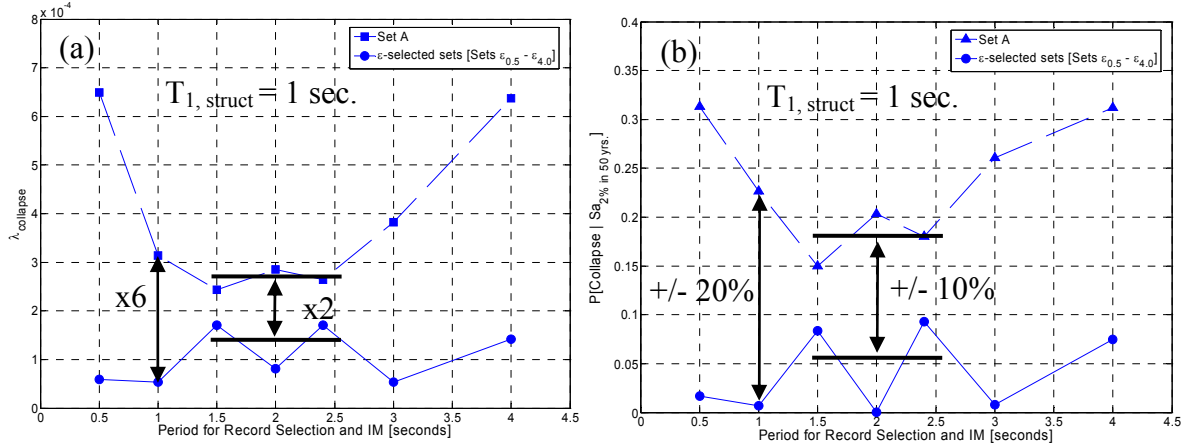 8 x 10⁻⁴
(a)
Set A
ε-selected sets [Sets ε0.5 - ε4.0]
T1, struct = 1 sec.
7
6
5
4
3
2
1
0
λcollapse
x6
x2
0 0.5 1 1.5 2 2.5 3 3.5 4 4.5
Period for Record Selection and IM [seconds]
0.4
(b)
Set A
ε-selected sets [Sets ε0.5 - ε4.0]
T1, struct = 1 sec.
0.35
0.3
0.25
0.2
0.15
0.1
0.05
0
P[Collapse | Sa2% in 50 yrs.]
+/- 20%
+/- 10%
0 0.5 1 1.5 2 2.5 3 3.5 4 4.5
Period for Record Selection and IM [seconds]